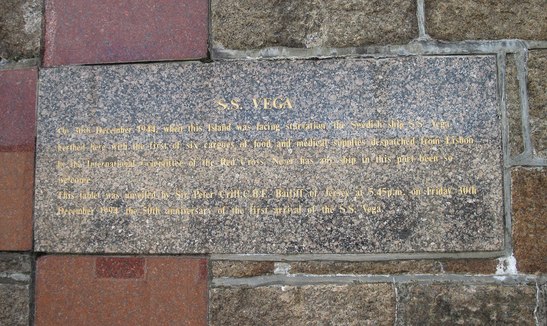 S.S. VEGA
On 30th December 1944, when this Island was facing starvation, the Swedish ship S.S. Vega
berthed here with the first of six cargoes of food and medical supplies despatched from Lisbon
by the International Committee of the Red Cross. Never has any ship in this port been so
welcome.
This tablet was unveiled by Sir Peter Crill C.B.E. Bailiff of Jersey at 5.45p.m. on Friday 30th
December 1994 the 50th anniversary of the first arrival of the S.S. Vega.